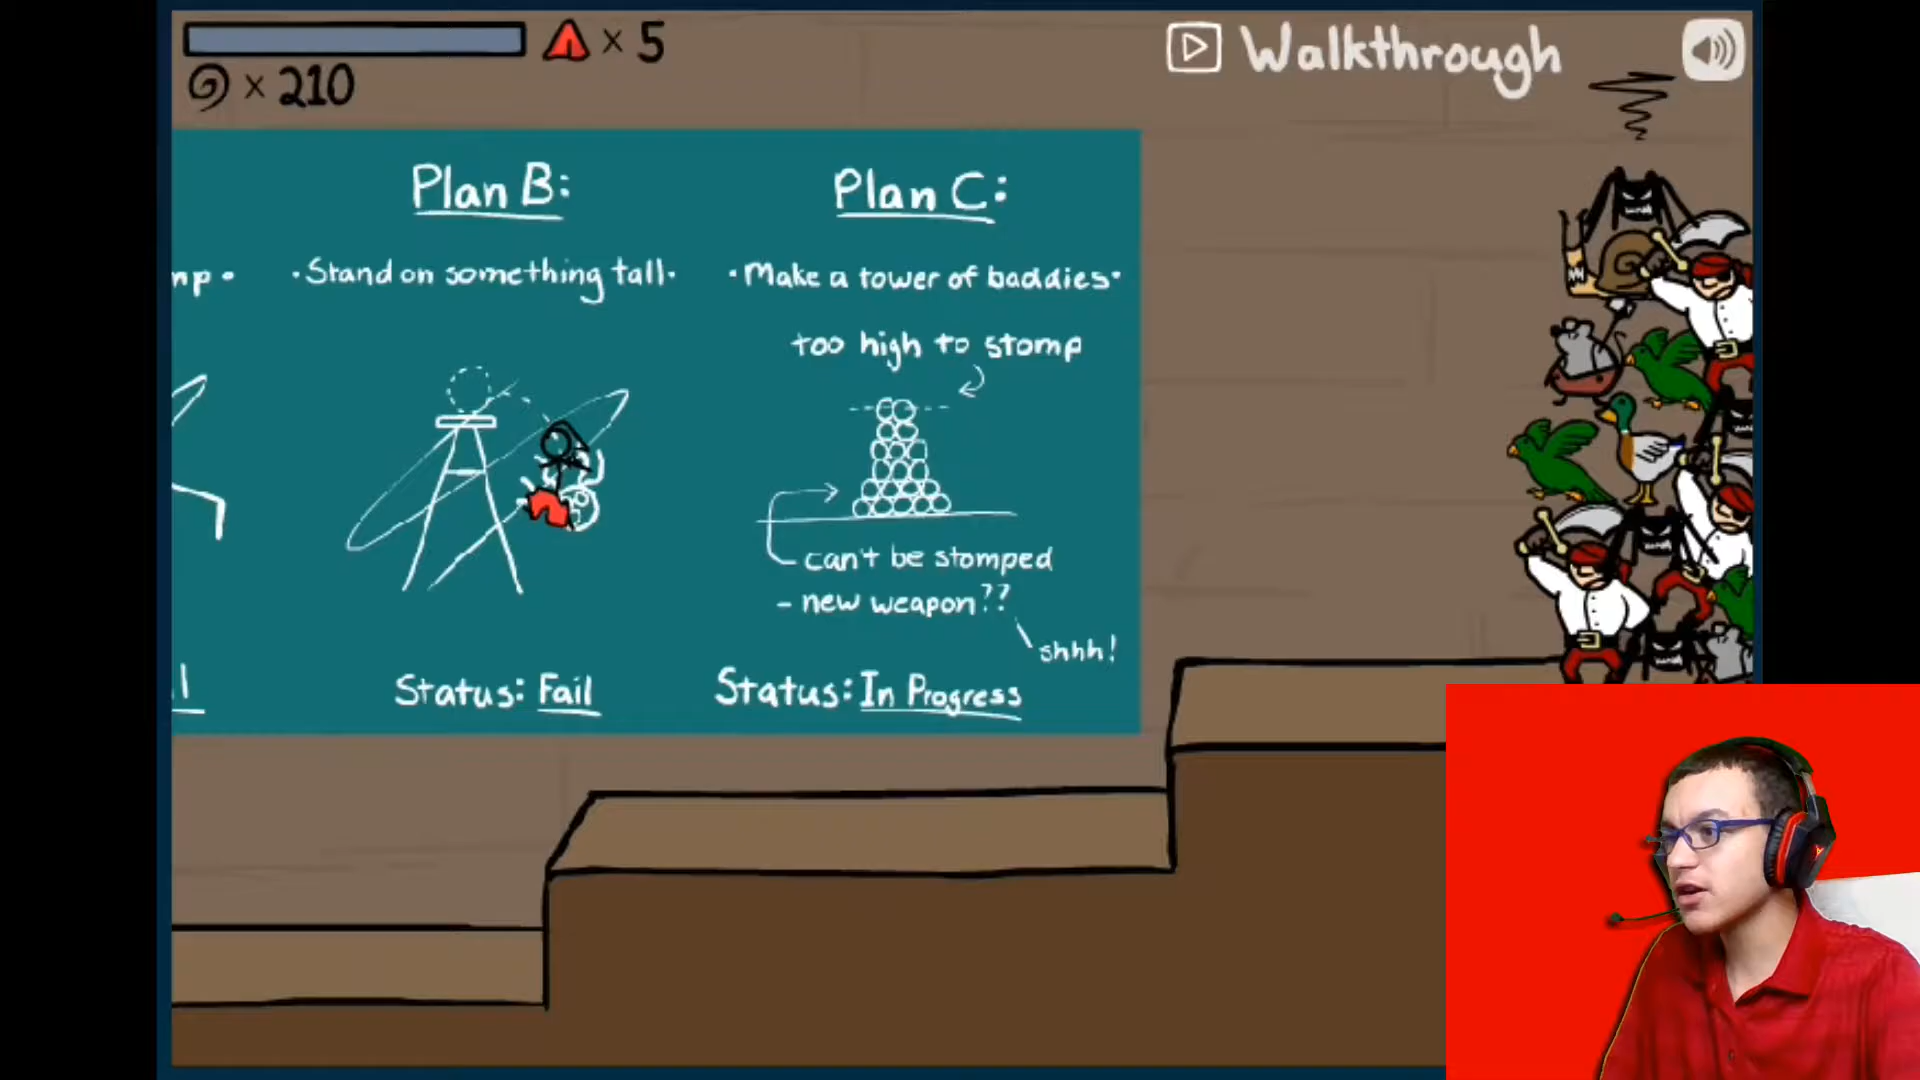 × 5
× 210
Walkthrough
Plan B:
Plan C:
mp •
• Stand on something tall •
• Make a tower of baddies •
too high to stomp
can't be stomped
- new weapon??
shhh!
Status: Fail
Status: In Progress